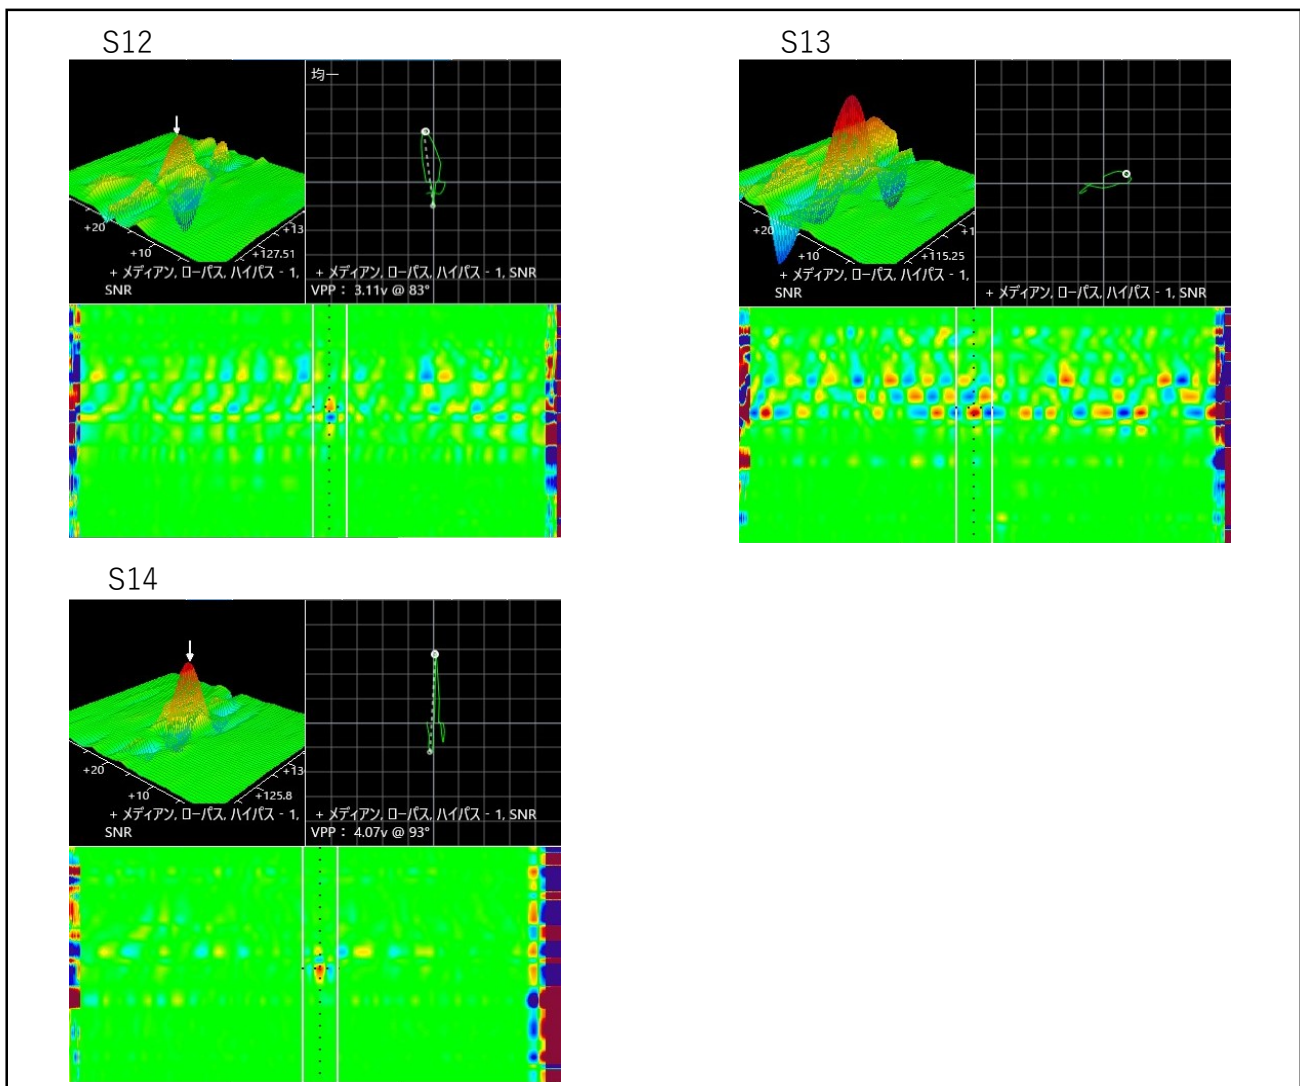 S12
均一
+20
+10
+13
+127.51
+ メディアン, ローパス, ハイパス - 1,
SNR
+ メディアン, ローパス, ハイパス - 1, SNR
VPP : 3.11v @ 83°
S13
+20
+10
+1
+115.25
+ メディアン, ローパス, ハイパス - 1,
SNR
+ メディアン, ローパス, ハイパス - 1, SNR
S14
+20
+10
+13
+125.8
+ メディアン, ローパス, ハイパス - 1,
SNR
+ メディアン, ローパス, ハイパス - 1, SNR
VPP : 4.07v @ 93°